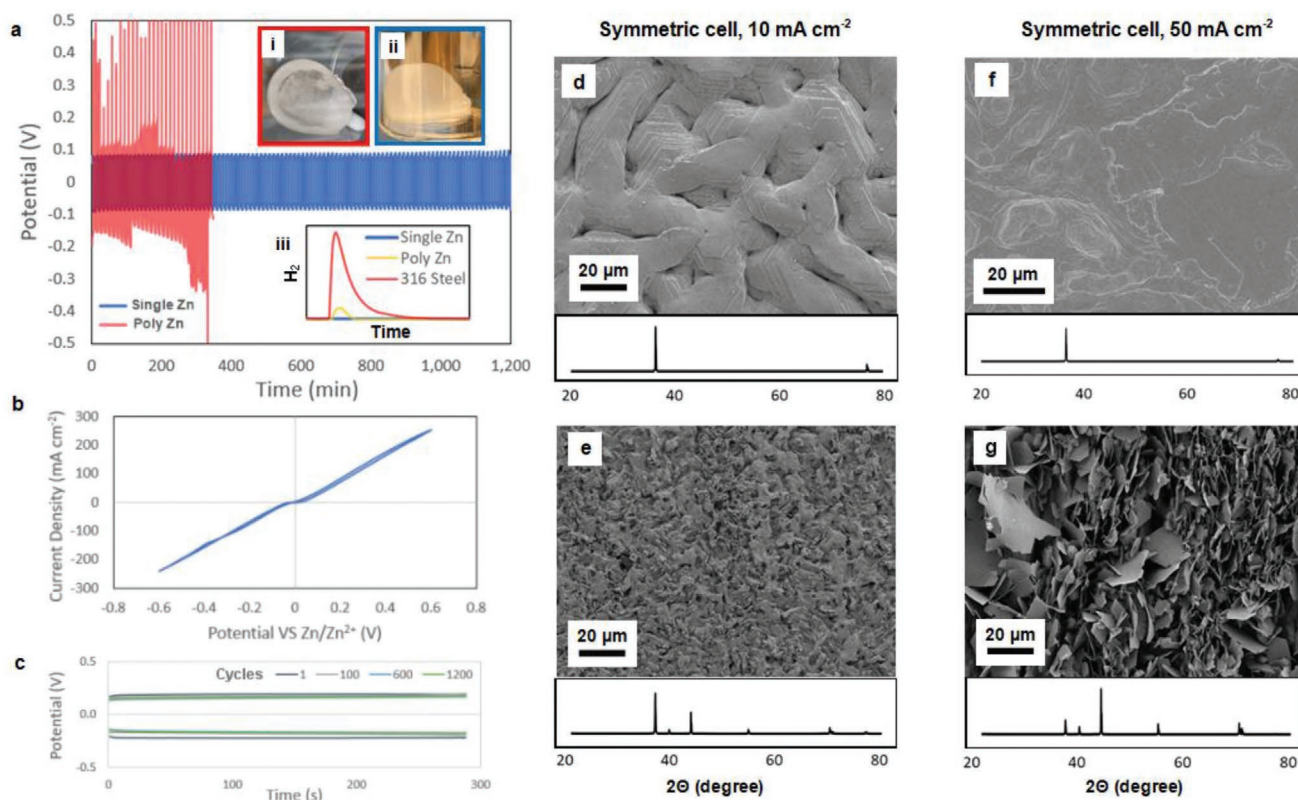 a
0.5
0.4
0.3
0.2
0.1
0
-0.1
-0.2
-0.3
-0.4
-0.5
Potential (V)
i
ii
iii
H2
Single Zn
Poly Zn
316 Steel
Time
Single Zn
Poly Zn
0 200 400 600 800 1,000 1,200
Time (min)
b
300
200
100
0
-100
-200
-300
Current Density (mA cm-2)
-0.8 -0.6 -0.4 -0.2 0 0.2 0.4 0.6 0.8
Potential VS Zn/Zn2+ (V)
c
0.5
0.0
-0.5
Potential (V)
Cycles 1 100 600 1200
0 100 200 300
Time (s)
Symmetric cell, 10 mA cm-2
d
20 µm
20 40 60 80
e
20 µm
20 40 60 80
2Θ (degree)
Symmetric cell, 50 mA cm-2
f
20 µm
20 40 60 80
g
20 µm
20 40 60 80
2Θ (degree)